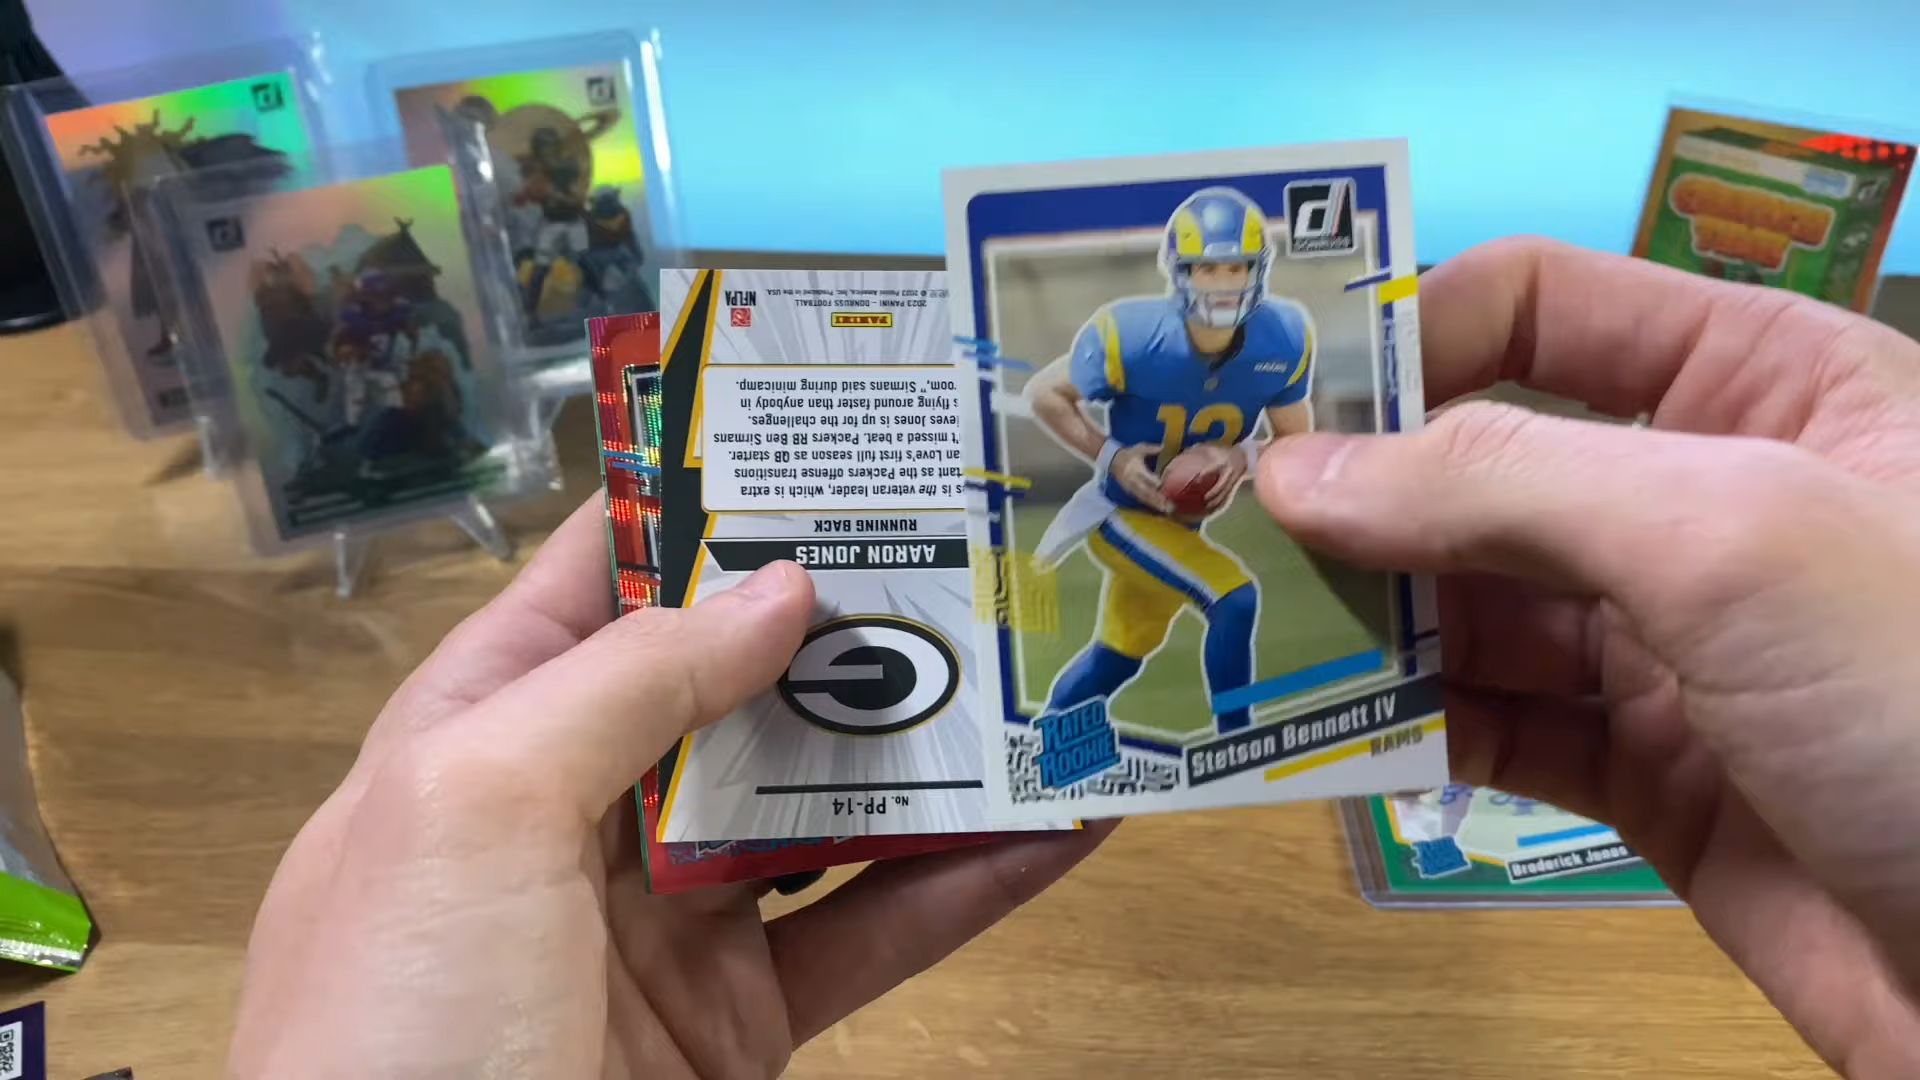 DONRUSS
RAMS
12
RATED
ROOKIE
Stetson Bennett IV
RAMS
No. PP-14
AARON JONES
RUNNING BACK
is the veteran leader, which is extra
tant as the Packers offense transitions
an Love's first full season as QB starter.
't missed a beat. Packers RB Ben Sirmans
ieves Jones is up for the challenges.
s flying around faster than anybody in
room," Sirmans said during minicamp.
PANINI
2023 PANINI – DONRUSS FOOTBALL
© 2023 Panini America, Inc. Produced in the USA.
NFLPA
Broderick Jones